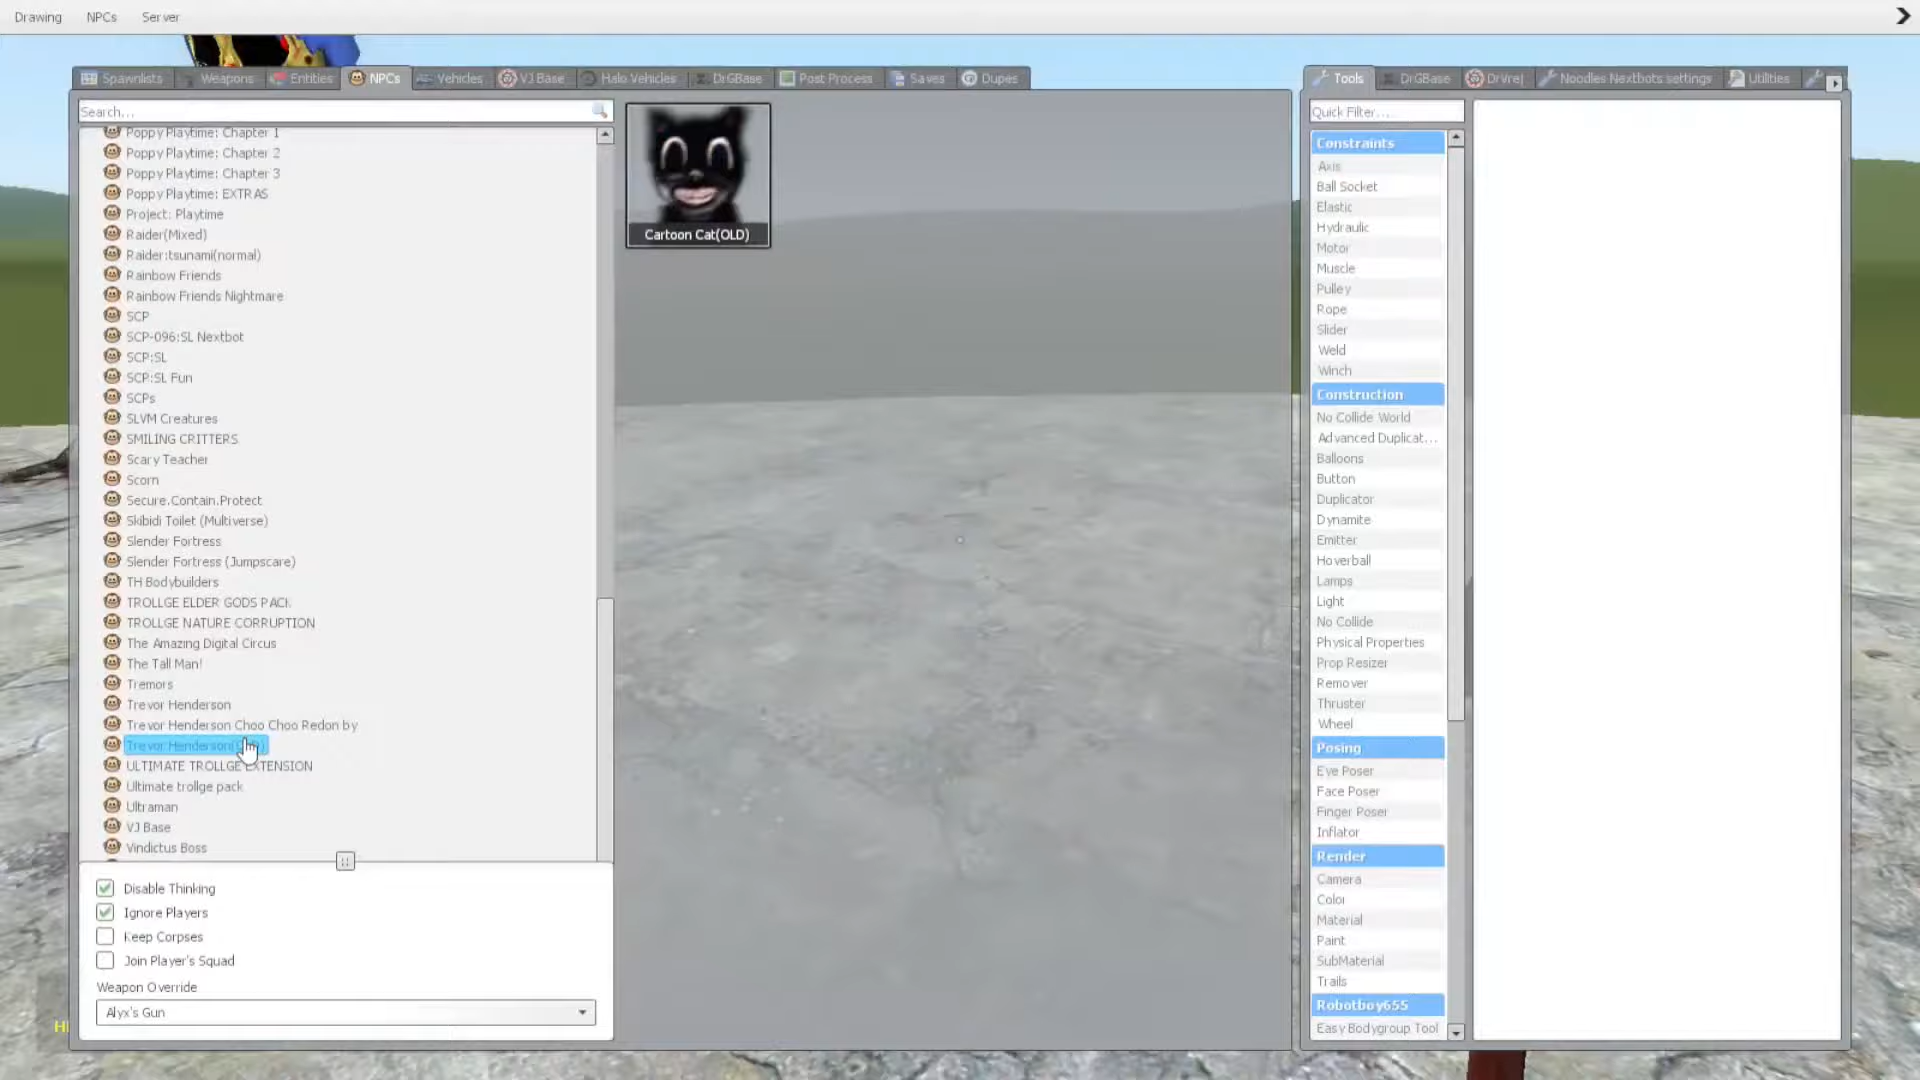 Drawing NPCs Server
Spawnlists Weapons Entities NPCs Vehicles VJ Base Halo Vehicles DrGBase Post Process Saves Dupes
Search...
Poppy Playtime: Chapter 1
Poppy Playtime: Chapter 2
Poppy Playtime: Chapter 3
Poppy Playtime: EXTRAS
Project: Playtime
Raider(Mixed)
Raider:tsunami(normal)
Rainbow Friends
Rainbow Friends Nightmare
SCP
SCP-096:SL Nextbot
SCP:SL
SCP:SL Fun
SCPs
SLVM Creatures
SMILING CRITTERS
Scary Teacher
Scorn
Secure.Contain.Protect
Skibidi Toilet (Multiverse)
Slender Fortress
Slender Fortress (Jumpscare)
TH Bodybuilders
TROLLGE ELDER GODS PACK
TROLLGE NATURE CORRUPTION
The Amazing Digital Circus
The Tall Man!
Tremors
Trevor Henderson
Trevor Henderson Choo Choo Redon by
Trevor Henderson
ULTIMATE TROLLGE EXTENSION
Ultimate trollge pack
Ultraman
VJ Base
Vindictus Boss
Disable Thinking
Ignore Players
Keep Corpses
Join Player's Squad
Weapon Override
Alyx's Gun
Cartoon Cat(OLD)
Tools DrGBase DrVrej Noodles Nextbots settings Utilities
Quick Filter...
Constraints
Axis
Ball Socket
Elastic
Hydraulic
Motor
Muscle
Pulley
Rope
Slider
Weld
Winch
Construction
No Collide World
Advanced Duplicat...
Balloons
Button
Duplicator
Dynamite
Emitter
Hoverball
Lamps
Light
No Collide
Physical Properties
Prop Resizer
Remover
Thruster
Wheel
Posing
Eye Poser
Face Poser
Finger Poser
Inflator
Render
Camera
Color
Material
Paint
SubMaterial
Trails
Robotboy655
Easy Bodygroup Tool